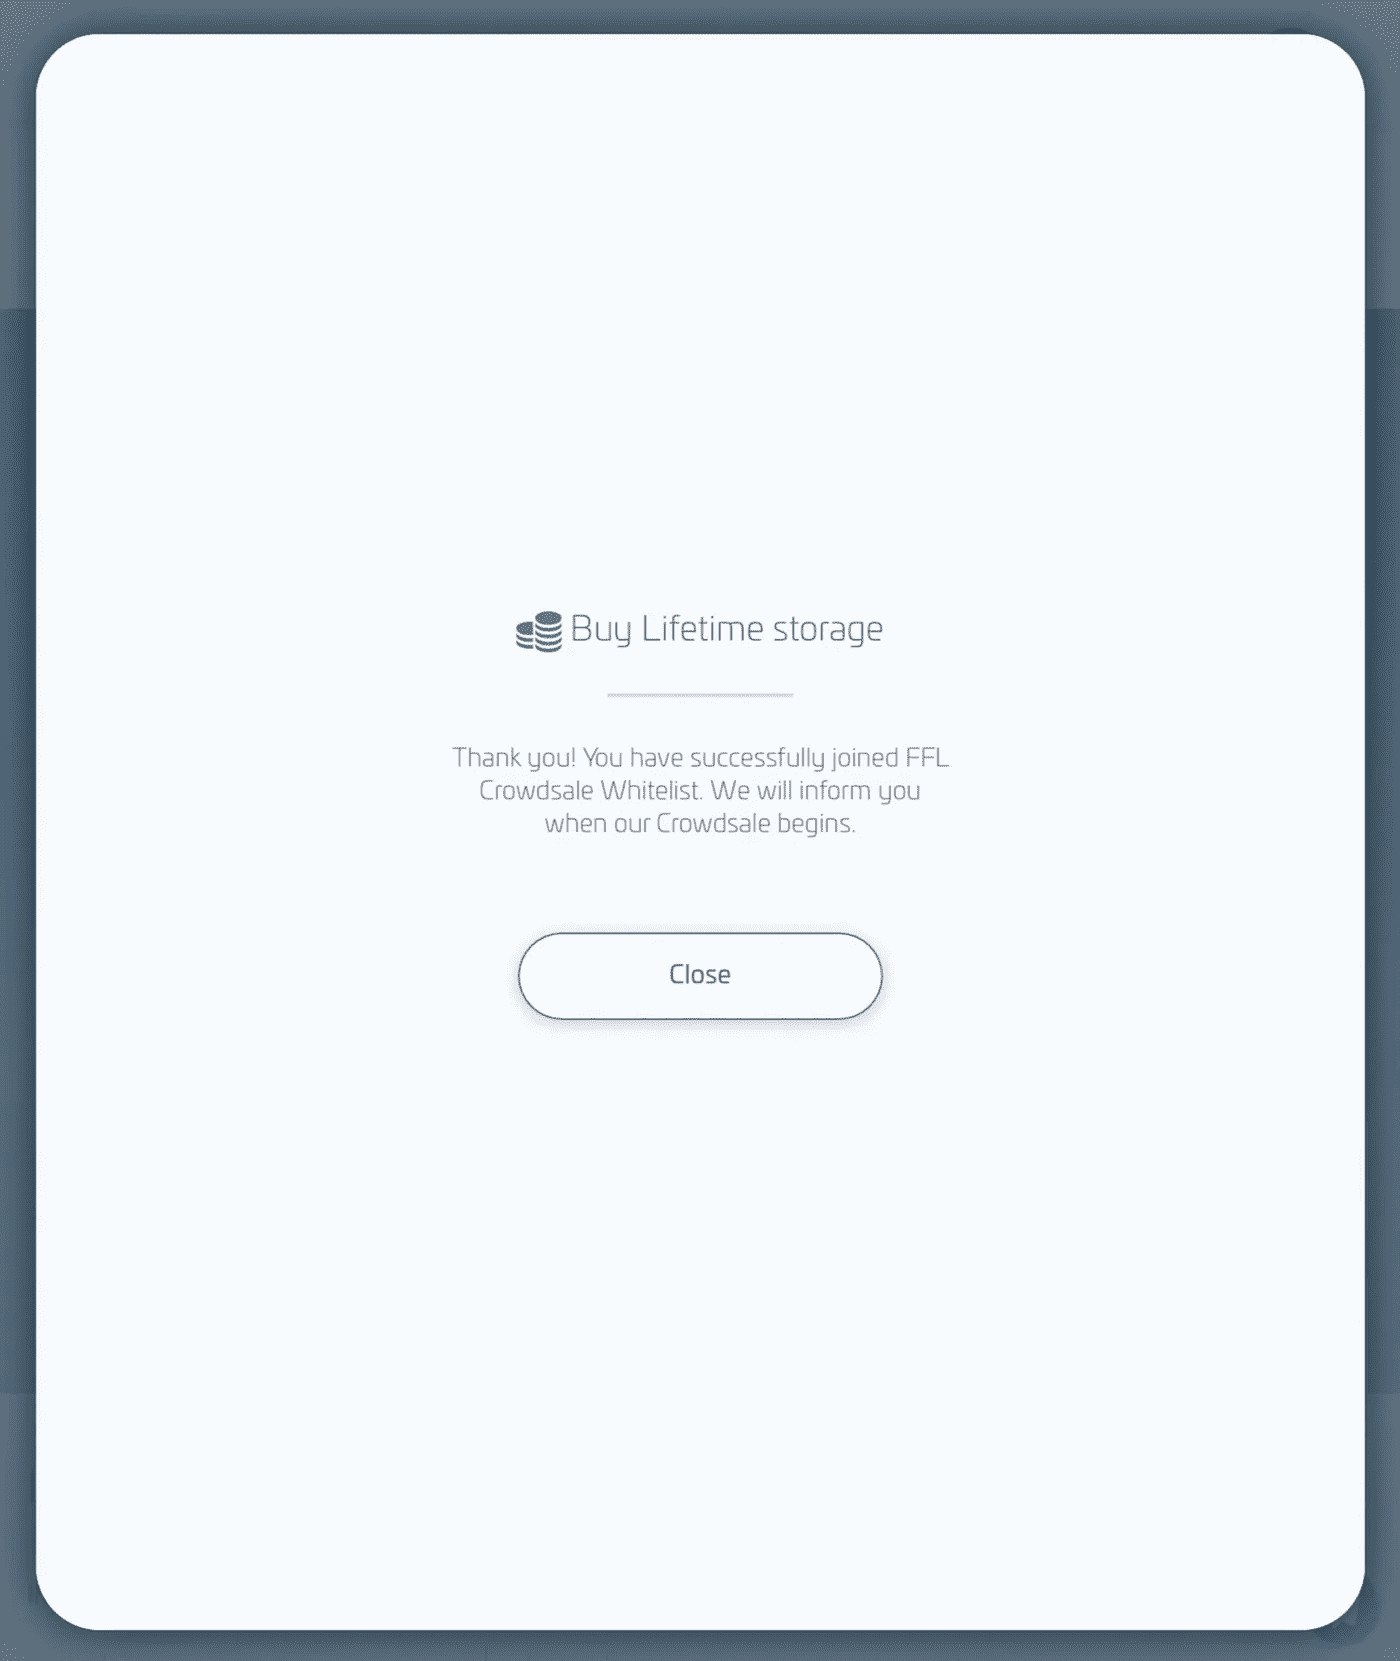 Buy Lifetime storage
Thank you! You have successfully joined FFL
Crowdsale Whitelist. We will inform you
when our Crowdsale begins.
Close